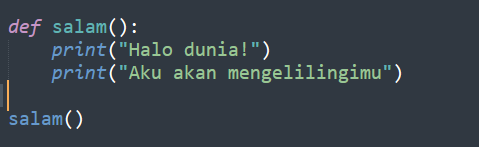 def salam():
    print("Halo dunia!")
    print("Aku akan mengelilingimu")

salam()